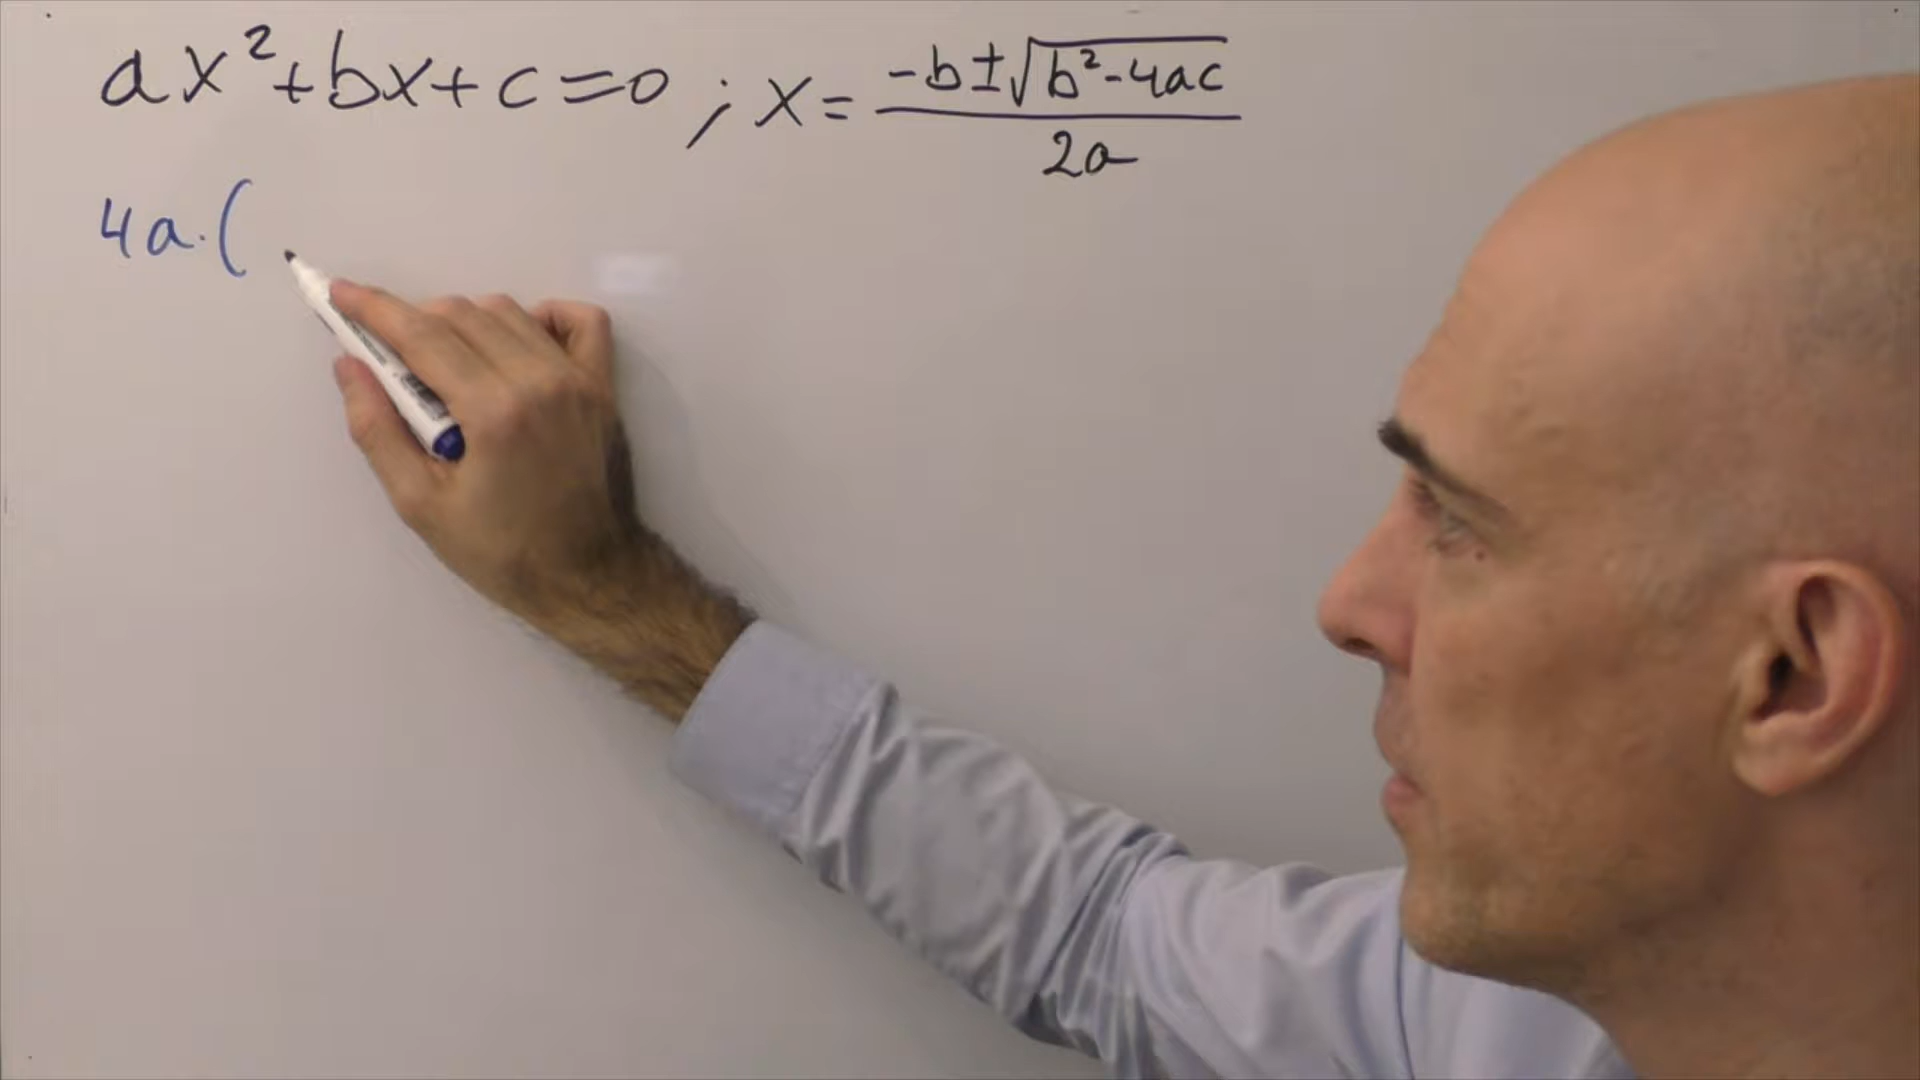 ax²+bx+c=0 ; x= (-b±√(b²-4ac))/(2a)
4a·(